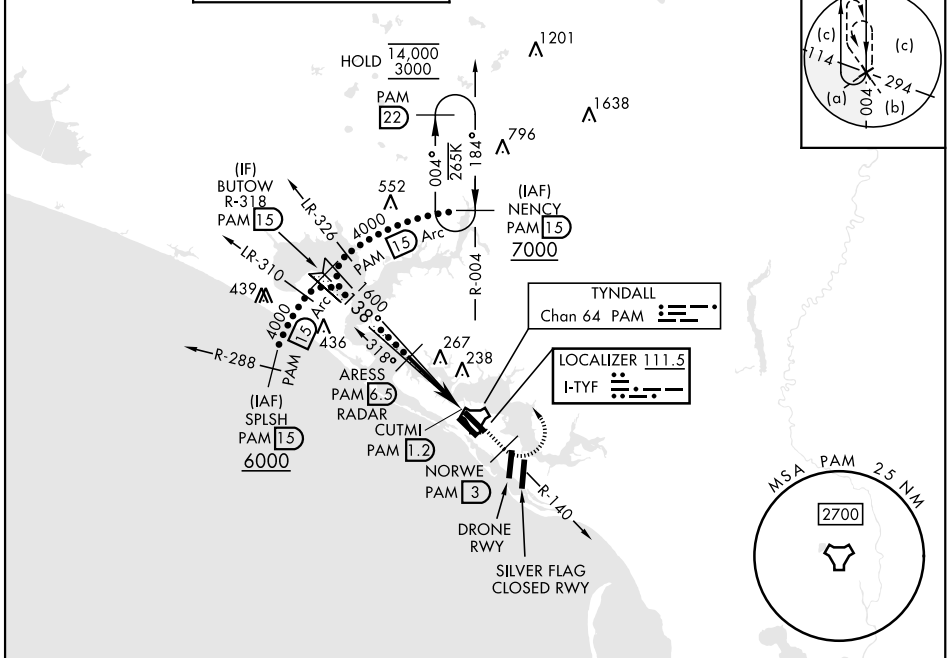 1201
HOLD 14,000
3000
PAM
22
1638
796
004°
265K
184°
(c)
(c)
114
294
(a)
(b)
004
(IF)
BUTOW
R-318
PAM 15
LR-326
552
4000
PAM 15 Arc
(IAF)
NENCY
PAM 15
7000
LR-310
R-004
439
4000
PAM 15 Arc
436
1600
138°
318°
R-288
(IAF)
SPLSH
PAM 15
6000
267
238
TYNDALL
Chan 64 PAM
LOCALIZER 111.5
I-TYF
ARESS
PAM 6.5
RADAR
CUTMI
PAM 1.2
NORWE
PAM 3
R-140
DRONE
RWY
SILVER FLAG
CLOSED RWY
MSA PAM 25 NM
2700